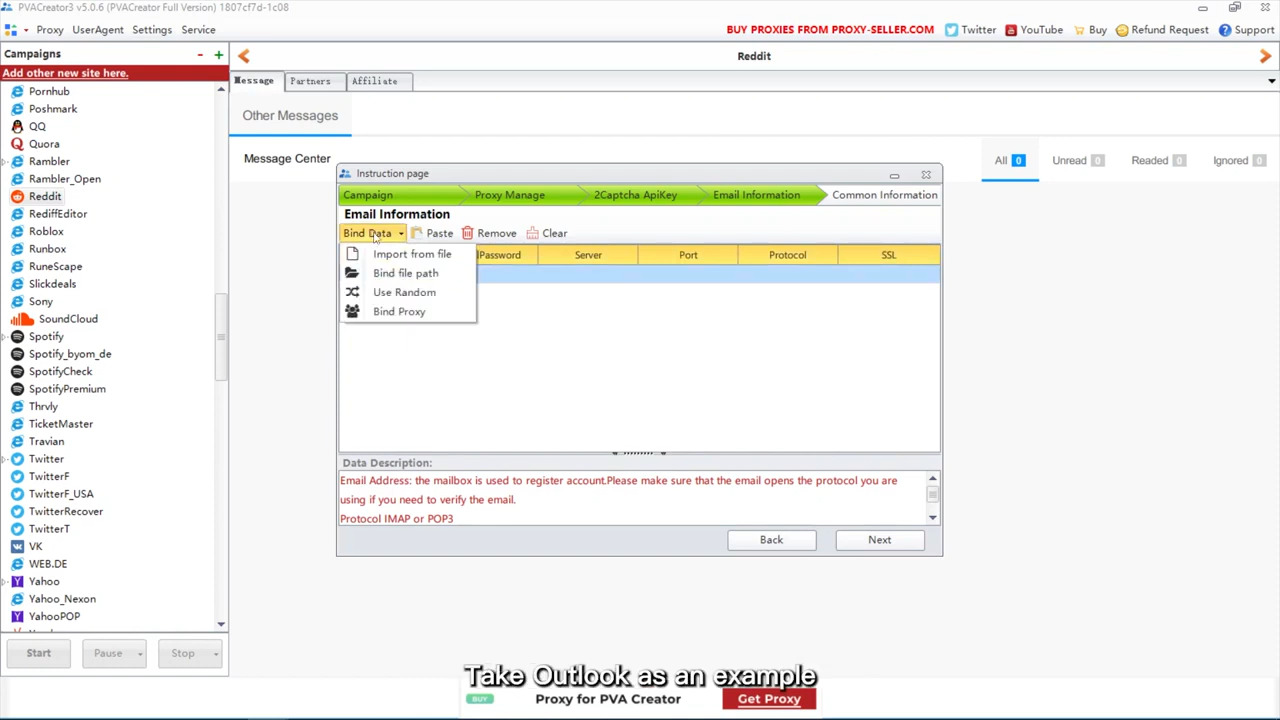 PVACreator3 v5.0.6 (PVACreator Full Version) 1807cf7d-1c08
Proxy UserAgent Settings Service
BUY PROXIES FROM PROXY-SELLER.COM Twitter YouTube Buy Refund Request Support
Campaigns - +
Reddit
Add other new site here.
Message Partners Affiliate
Pornhub
Poshmark
QQ
Quora
Rambler
Rambler_Open
Reddit
RediffEditor
Roblox
Runbox
RuneScape
Slickdeals
Sony
SoundCloud
Spotify
Spotify_byom_de
SpotifyCheck
SpotifyPremium
Thrvly
TicketMaster
Travian
Twitter
TwitterF
TwitterF_USA
TwitterRecover
TwitterT
VK
WEB.DE
Yahoo
Yahoo_Nexon
YahooPOP
Start Pause Stop
Other Messages
Message Center
All 0 Unread 0 Readed 0 Ignored 0
Instruction page
Campaign Proxy Manage 2Captcha ApiKey Email Information Common Information
Email Information
Bind Data Paste Remove Clear
Import from file
Bind file path
Use Random
Bind Proxy
lPassword Server Port Protocol SSL
Data Description:
Email Address: the mailbox is used to register account.Please make sure that the email opens the protocol you are
using if you need to verify the email.
Protocol IMAP or POP3
Back Next
Take Outlook as an example
BUY Proxy for PVA Creator Get Proxy